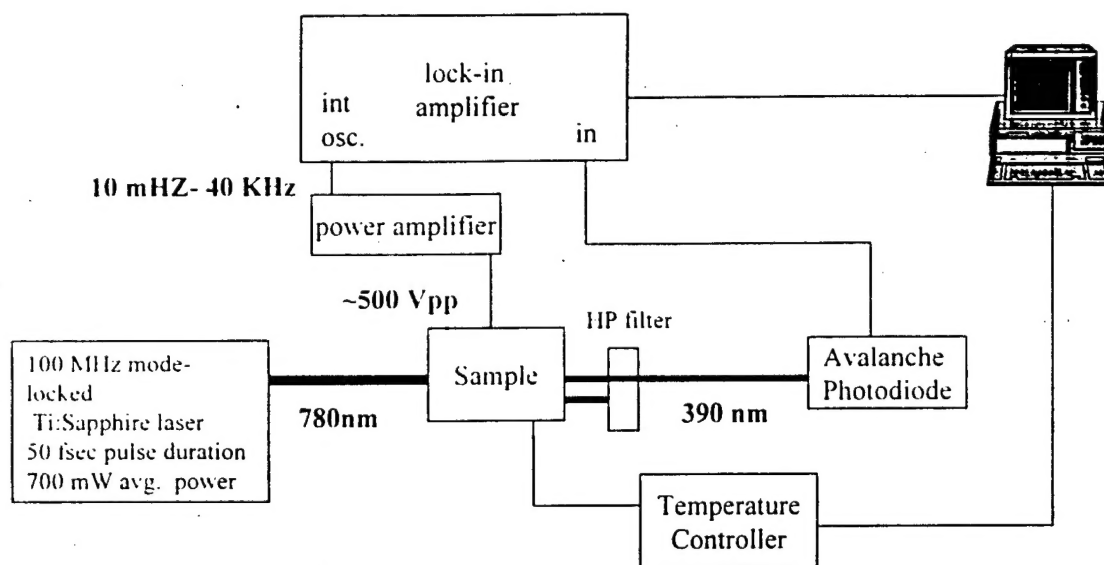 lock-in
amplifier
int
osc.
in
10 mHZ- 40 KHz
power amplifier
~500 Vpp
HP filter
100 MHz mode-
locked
Ti:Sapphire laser
50 fsec pulse duration
700 mW avg. power
780nm
Sample
390 nm
Avalanche
Photodiode
Temperature
Controller